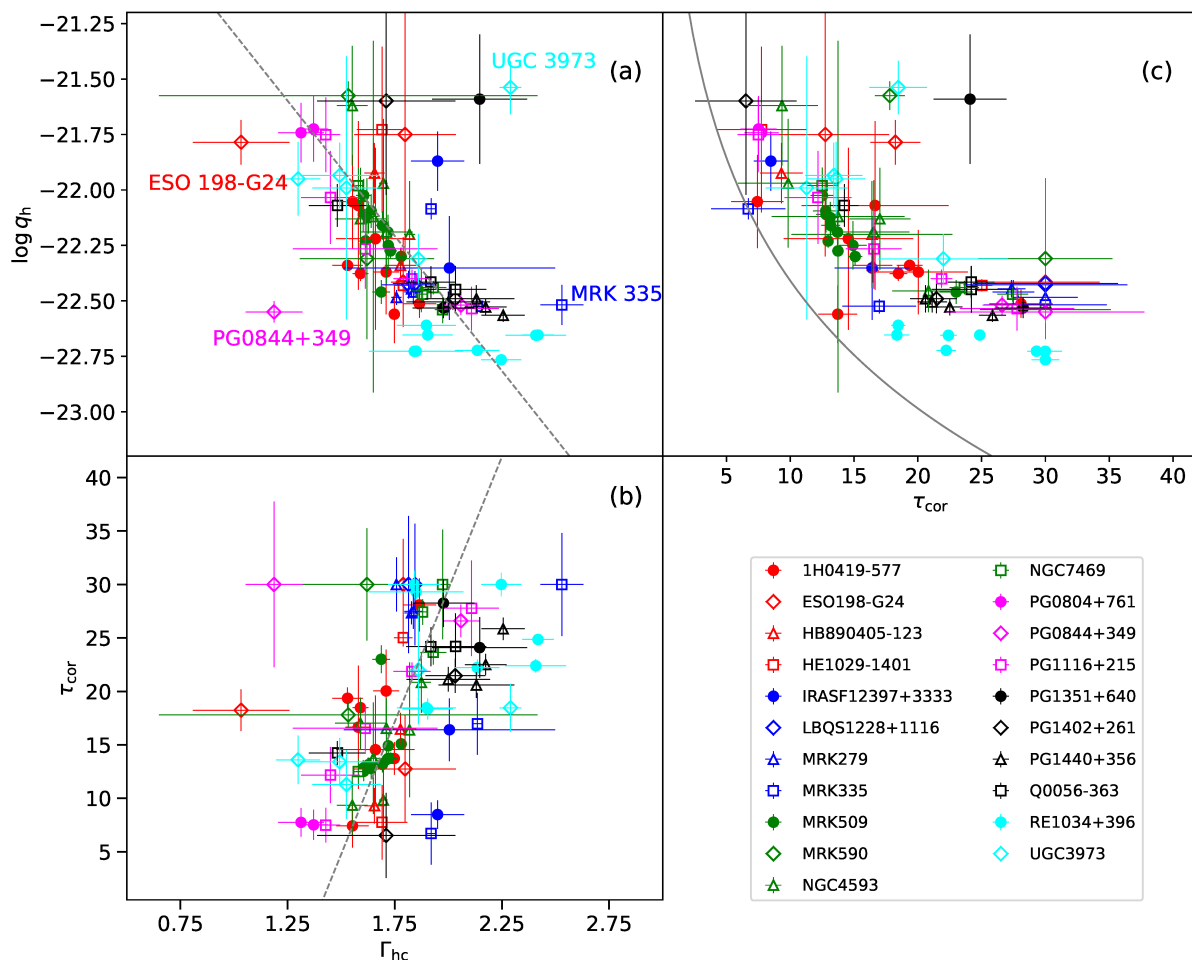 −21.25
−21.50
−21.75
−22.00
−22.25
−22.50
−22.75
−23.00
log q_h
UGC 3973
(a)
ESO 198-G24
MRK 335
PG0844+349
(c)
5
10
15
20
25
30
35
40
τ_cor
40
35
30
25
20
15
10
5
τ_cor
(b)
0.75
1.25
1.75
2.25
2.75
Γ_hc
1H0419-577
ESO198-G24
HB890405-123
HE1029-1401
IRASF12397+3333
LBQS1228+1116
MRK279
MRK335
MRK509
MRK590
NGC4593
NGC7469
PG0804+761
PG0844+349
PG1116+215
PG1351+640
PG1402+261
PG1440+356
Q0056-363
RE1034+396
UGC3973